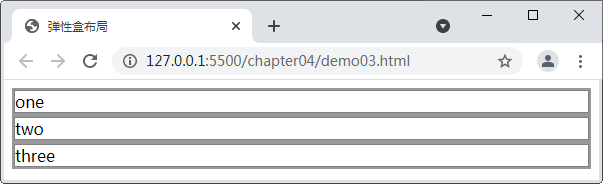 弹性盒布局
127.0.0.1:5500/chapter04/demo03.html
one
two
three